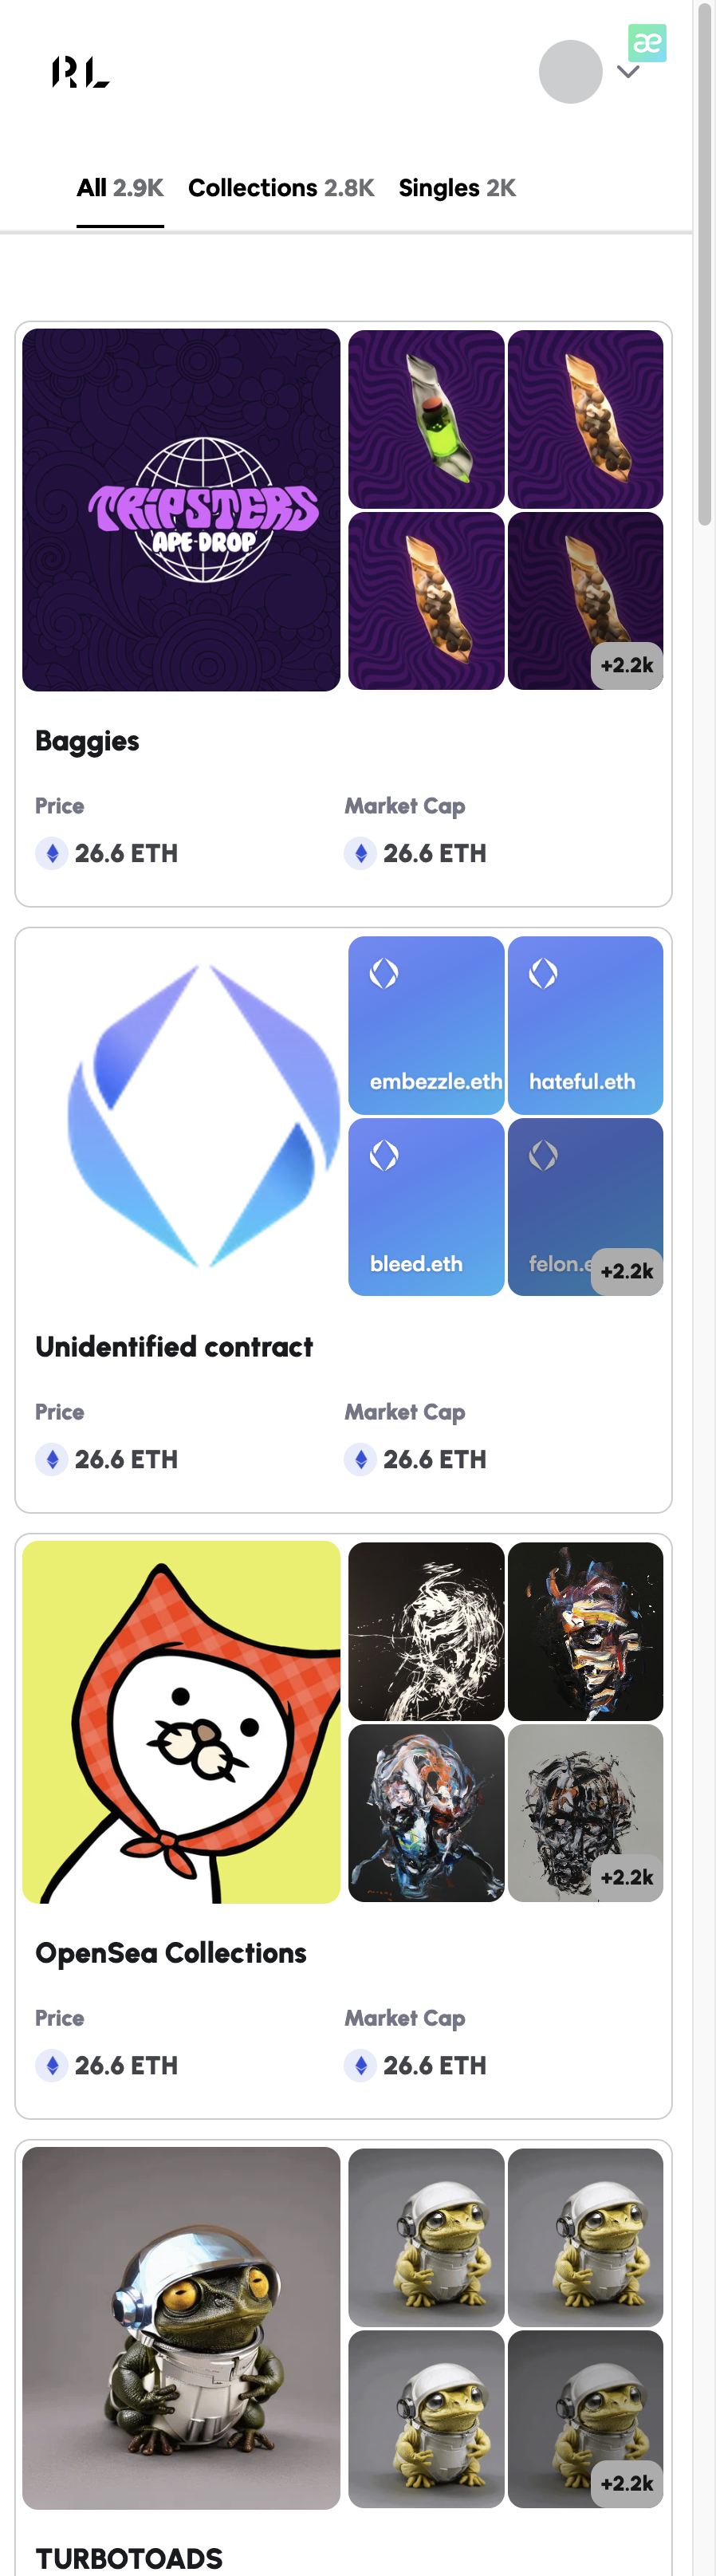 RL
æ
All 2.9K Collections 2.8K Singles 2K
TRIPSTERS
APE DROP
+2.2k
Baggies
Price Market Cap
26.6 ETH 26.6 ETH
embezzle.eth hateful.eth
bleed.eth felon.e
+2.2k
Unidentified contract
Price Market Cap
26.6 ETH 26.6 ETH
+2.2k
OpenSea Collections
Price Market Cap
26.6 ETH 26.6 ETH
+2.2k
TURBOTOADS